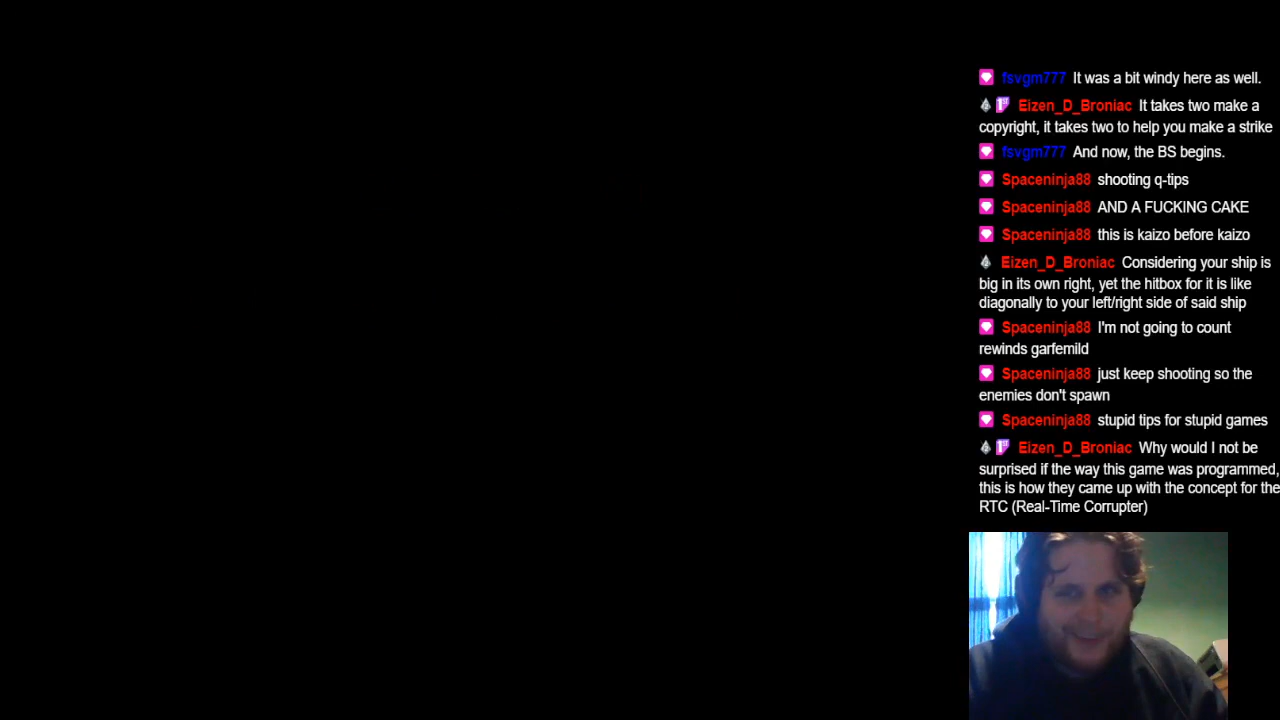 fsvgm777 It was a bit windy here as well.
Eizen_D_Broniac It takes two make a
copyright, it takes two to help you make a strike
fsvgm777 And now, the BS begins.
Spaceninja88 shooting q-tips
Spaceninja88 AND A FUCKING CAKE
Spaceninja88 this is kaizo before kaizo
Eizen_D_Broniac Considering your ship is
big in its own right, yet the hitbox for it is like
diagonally to your left/right side of said ship
Spaceninja88 I'm not going to count
rewinds garfemild
Spaceninja88 just keep shooting so the
enemies don't spawn
Spaceninja88 stupid tips for stupid games
Eizen_D_Broniac Why would I not be
surprised if the way this game was programmed,
this is how they came up with the concept for the
RTC (Real-Time Corrupter)